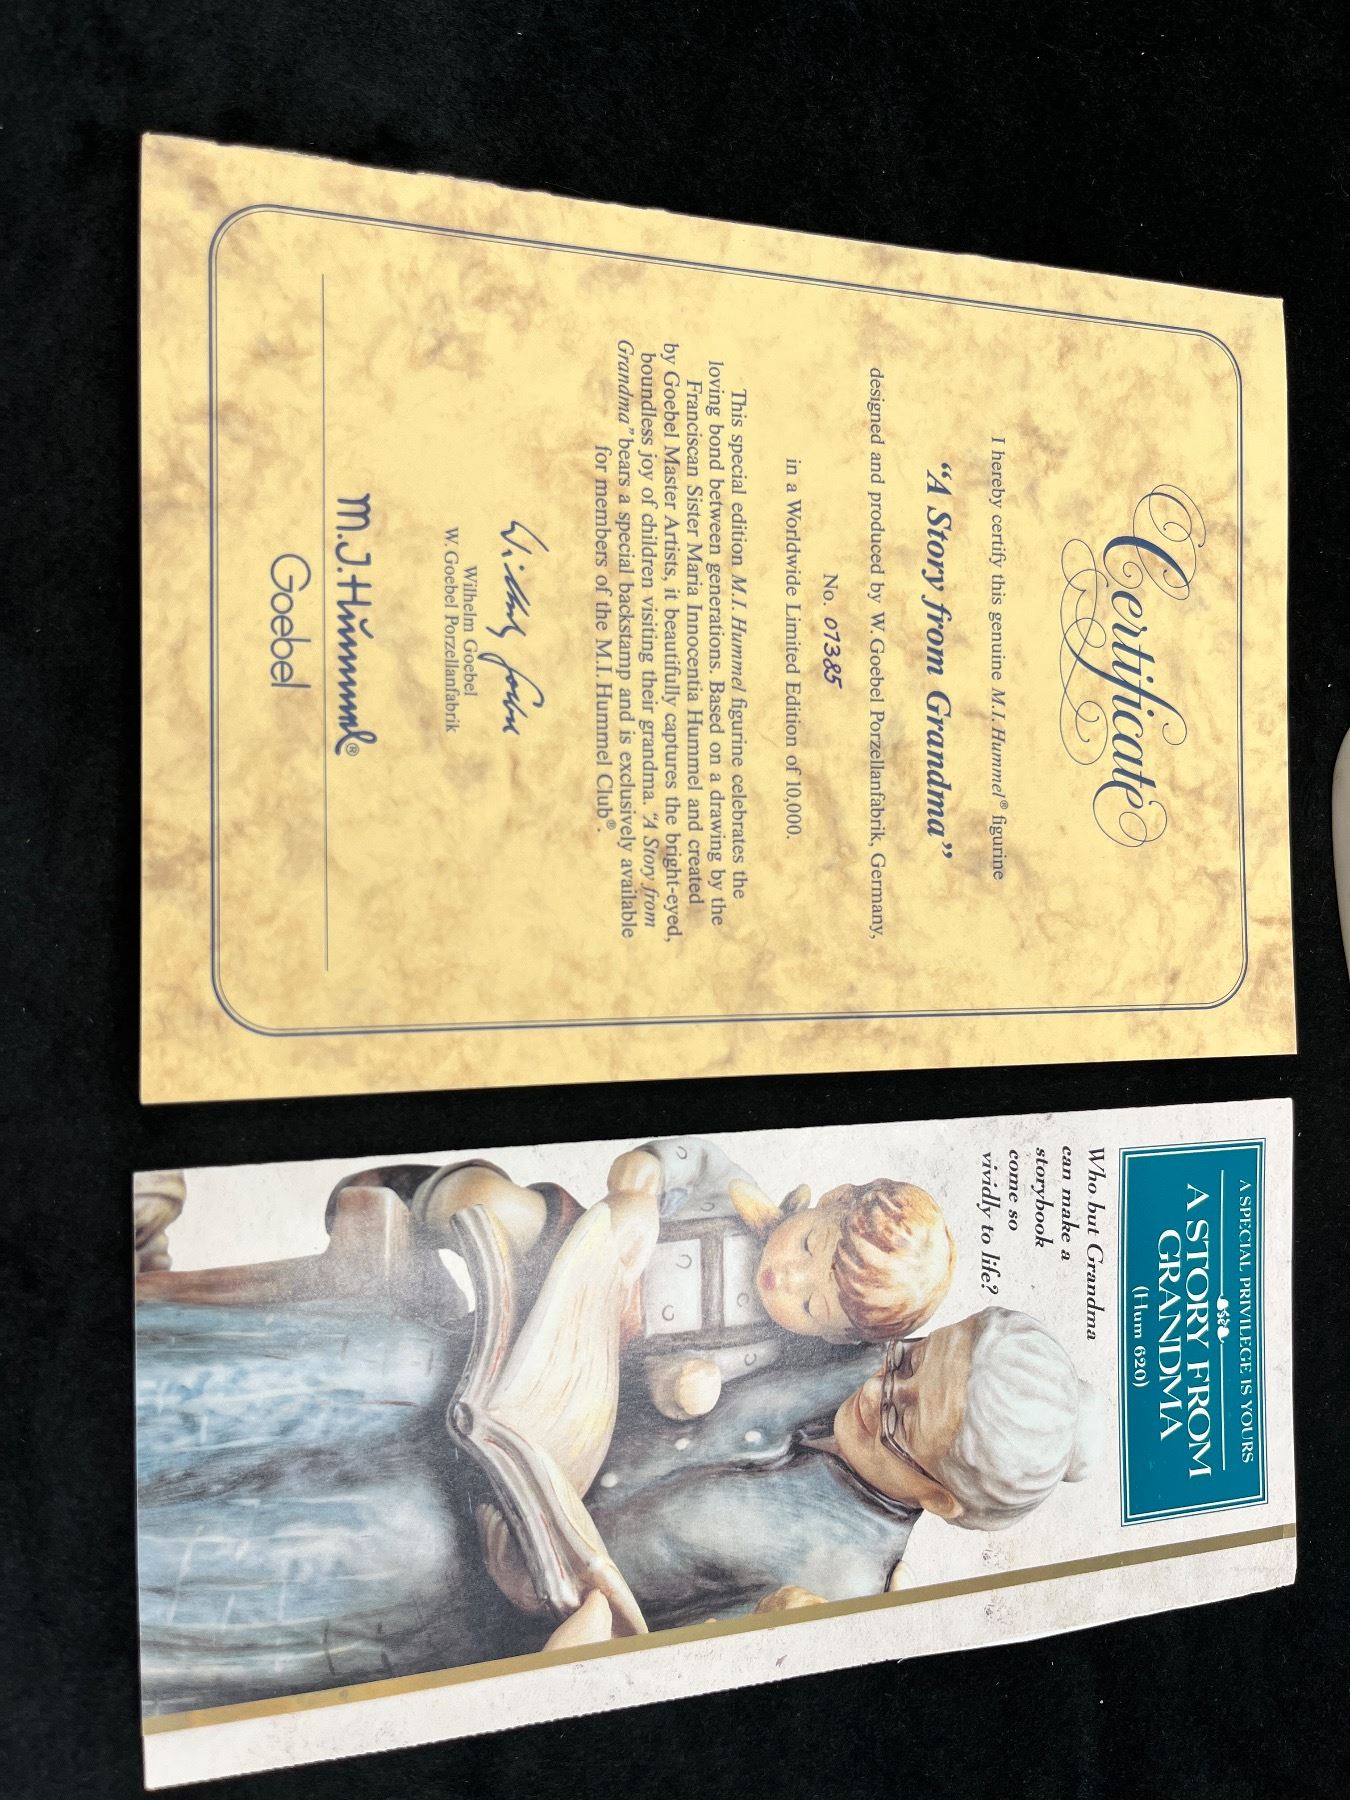 Certificate
I hereby certify this genuine M.I. Hummel® figurine
“A Story from Grandma”
designed and produced by W. Goebel Porzellanfabrik, Germany,
No. 07385
in a Worldwide Limited Edition of 10,000.
This special edition M.I. Hummel figurine celebrates the
loving bond between generations. Based on a drawing by the
Franciscan Sister Maria Innocentia Hummel and created
by Goebel Master Artists, it beautifully captures the bright-eyed,
boundless joy of children visiting their grandma. “A Story from
Grandma” bears a special backstamp and is exclusively available
for members of the M.I. Hummel Club®.
Wilhelm Goebel
W. Goebel Porzellanfabrik
M.J.Hümmel®
Goebel
A SPECIAL PRIVILEGE IS YOURS
A STORY FROM
GRANDMA
(Hum 620)
Who but Grandma
can make a
storybook
come so
vividly to life?